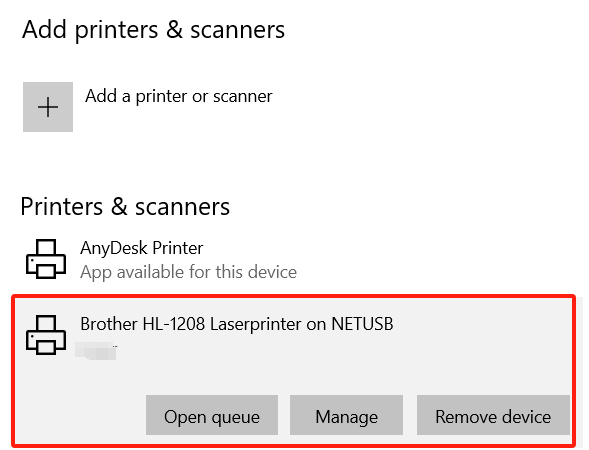 Add printers & scanners
Add a printer or scanner
Printers & scanners
AnyDesk Printer
App available for this device
Brother HL-1208 Laserprinter on NETUSB
Open queue
Manage
Remove device